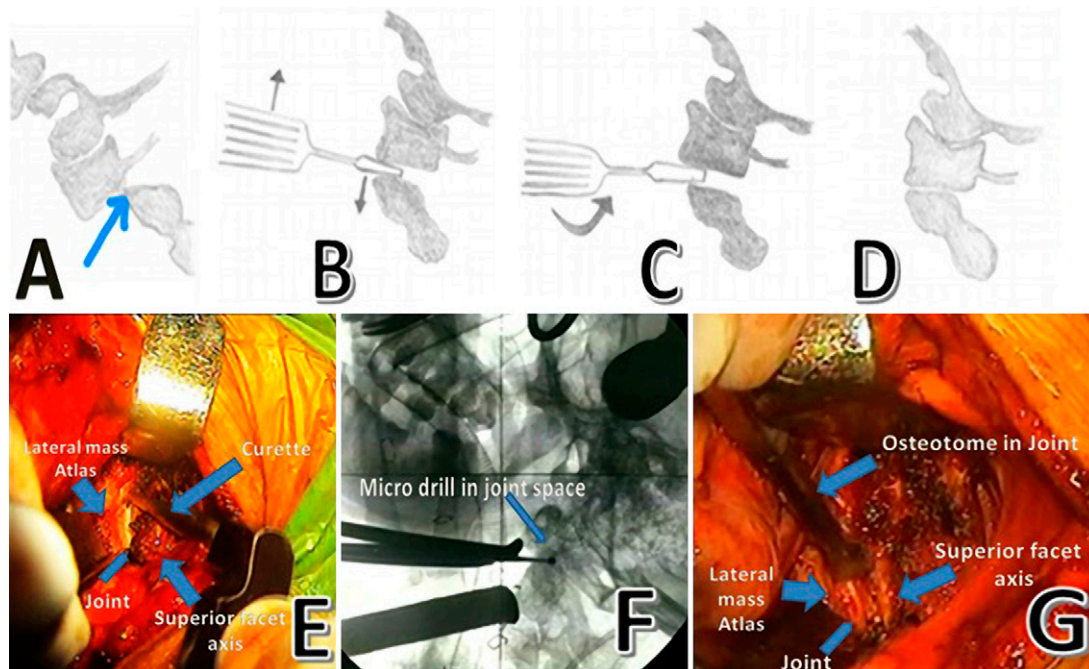 A
B
C
D
Lateral mass
Atlas
Curette
Joint
Superior facet
axis
E
Micro drill in joint space
F
Osteotome in Joint
Superior facet
axis
Lateral
mass
Atlas
Joint
G